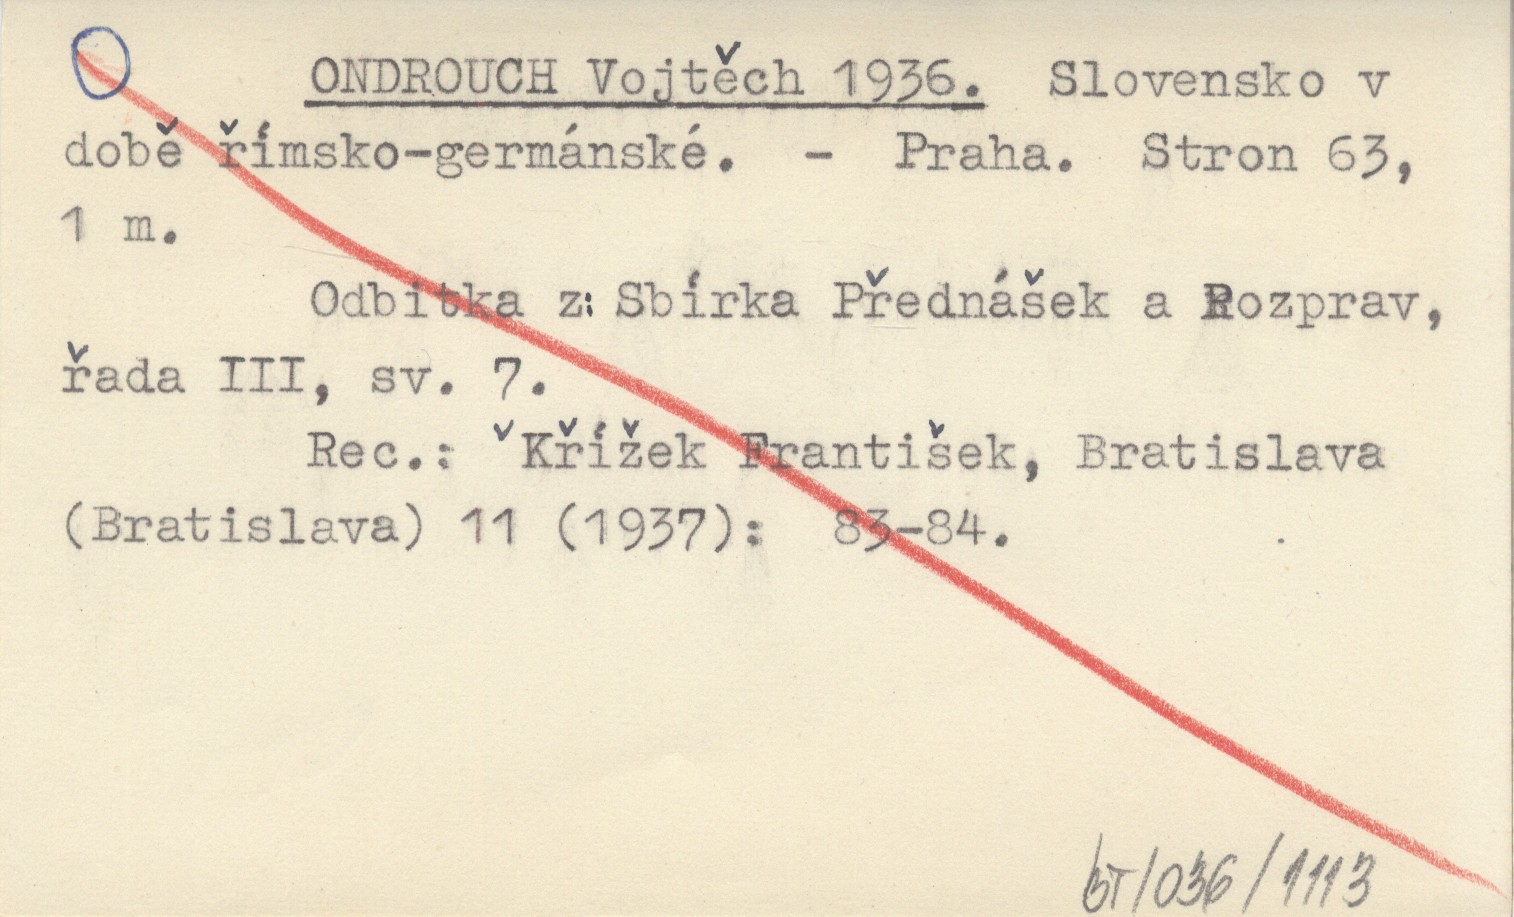 ONDROUCH Vojtěch 1936. Slovensko v
době římsko-germánské. - Praha. Stron 63,
1 m.
Odbitka z: Sbírka Přednášek a Rozprav,
řada III, sv. 7.
Rec.: Křížek František, Bratislava
(Bratislava) 11 (1937): 83-84.
bT/036/1113